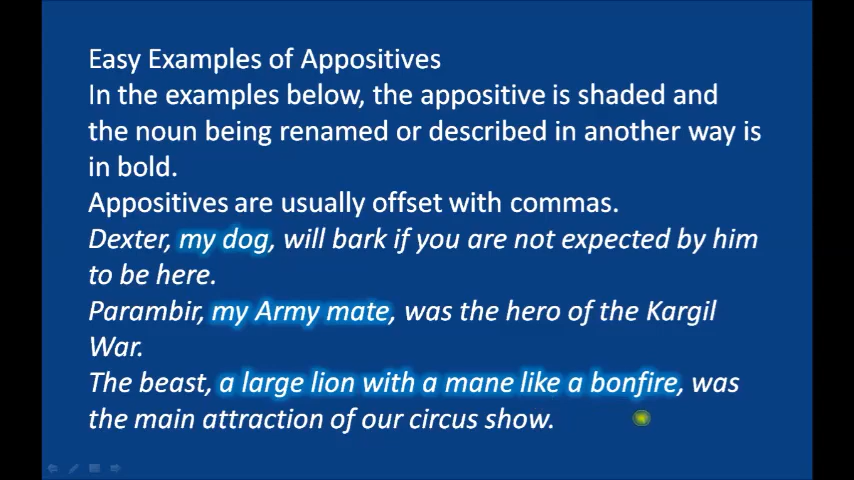 Easy Examples of Appositives
In the examples below, the appositive is shaded and
the noun being renamed or described in another way is
in bold.
Appositives are usually offset with commas.
Dexter, my dog, will bark if you are not expected by him
to be here.
Parambir, my Army mate, was the hero of the Kargil
War.
The beast, a large lion with a mane like a bonfire, was
the main attraction of our circus show.